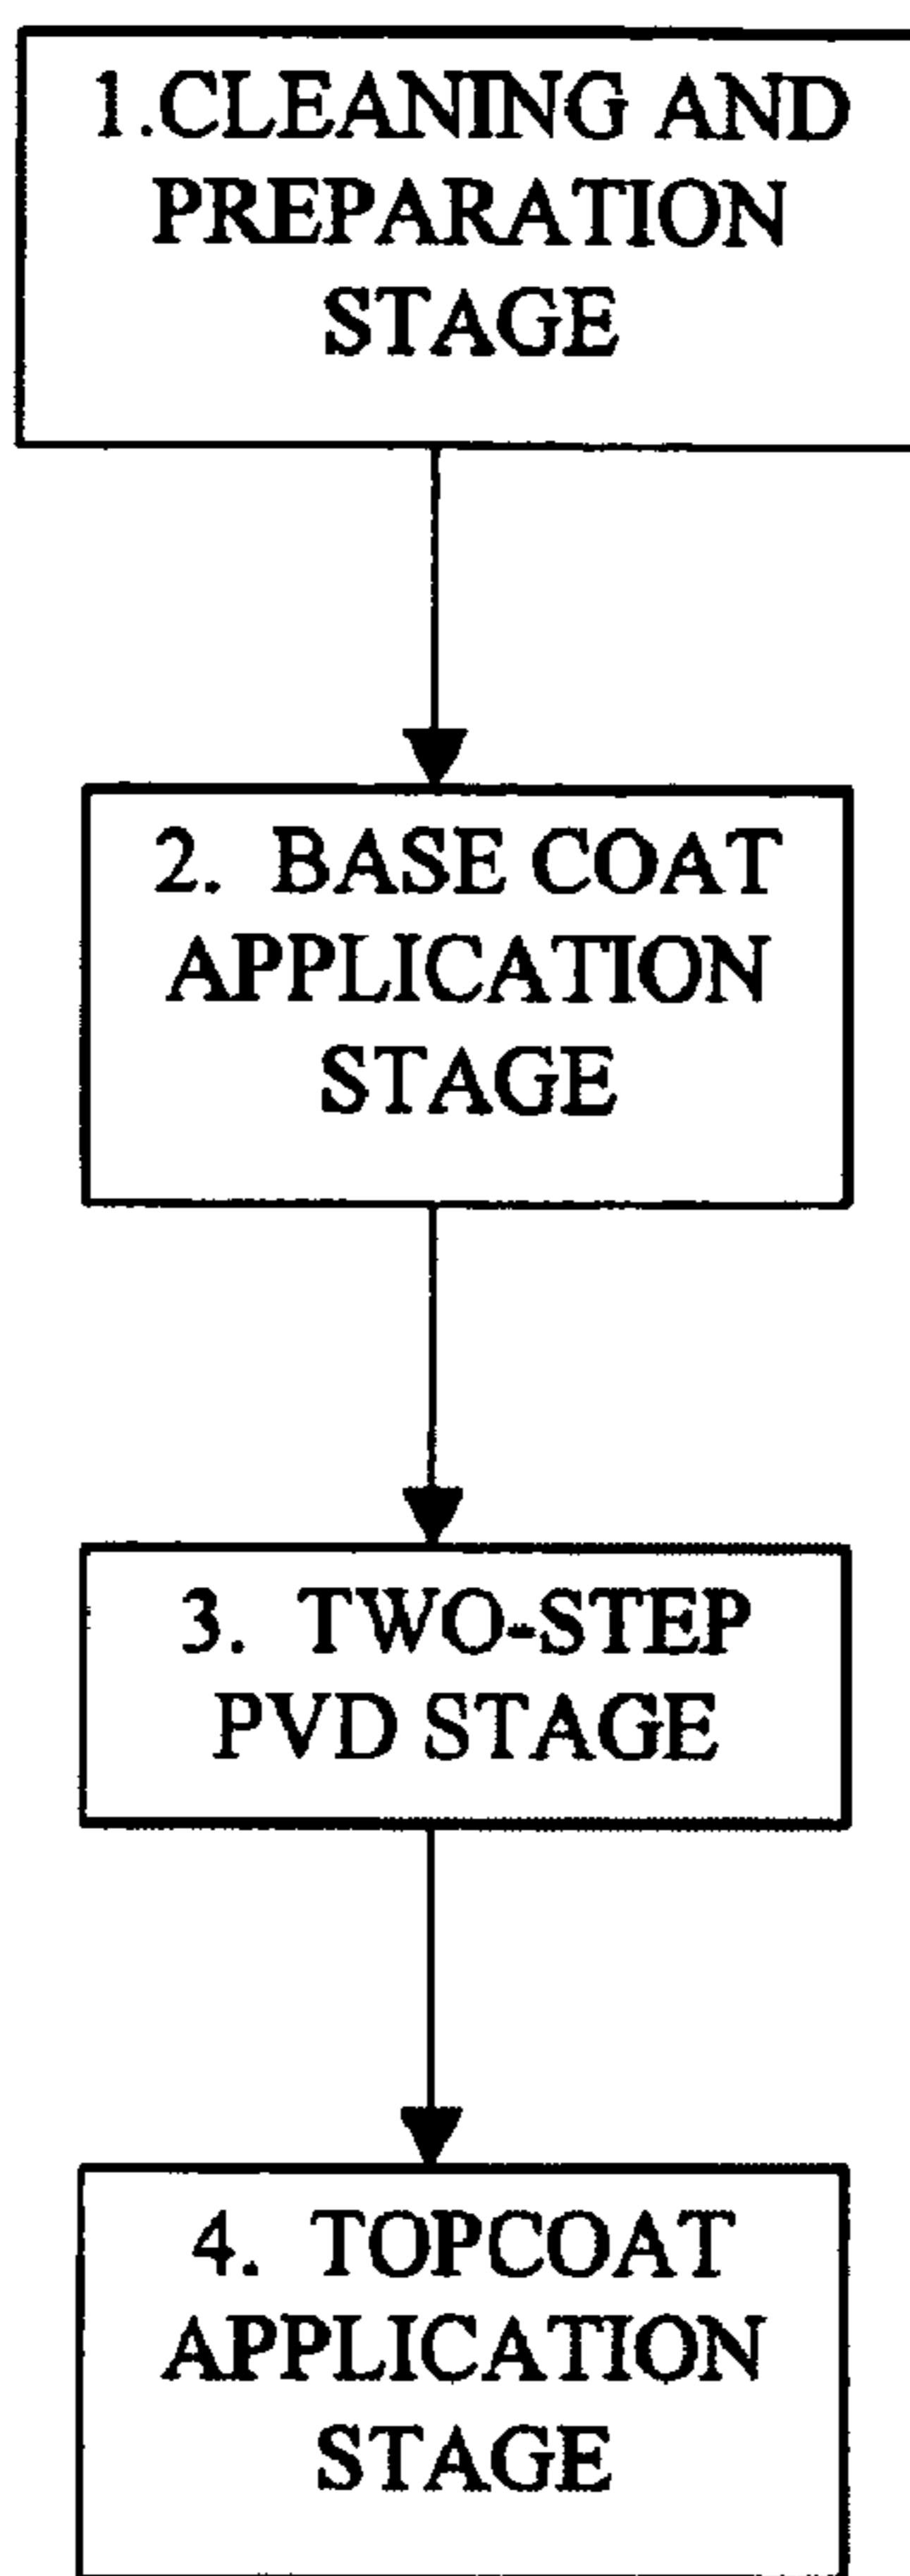 1.CLEANING AND
PREPARATION
STAGE
2. BASE COAT
APPLICATION
STAGE
3. TWO-STEP
PVD STAGE
4. TOPCOAT
APPLICATION
STAGE